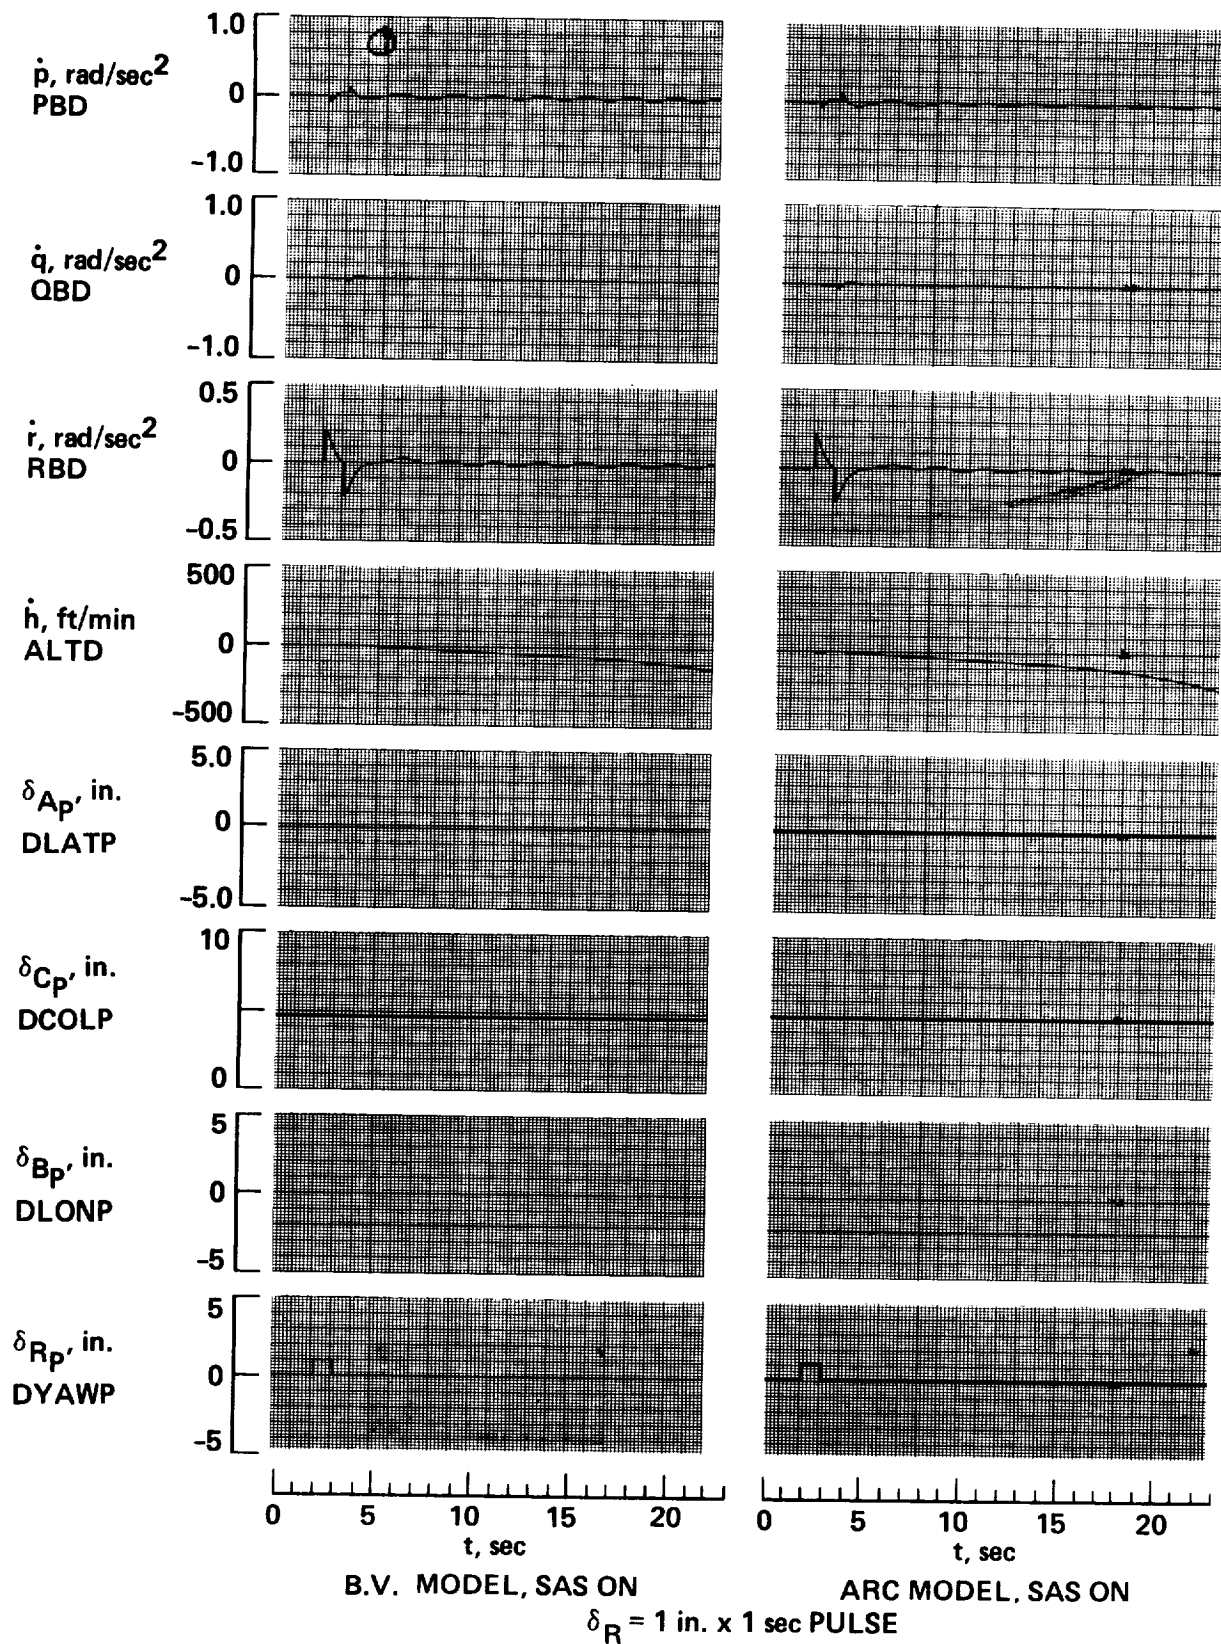 1.0
ṗ, rad/sec²
PBD
0
-1.0
1.0
q̇, rad/sec²
QBD
0
-1.0
0.5
ṙ, rad/sec²
RBD
0
-0.5
500
ḣ, ft/min
ALTD
0
-500
5.0
δAp, in.
DLATP
0
-5.0
10
δCp, in.
DCOLP
0
5
δBp, in.
DLONP
0
-5
5
δRp, in.
DYAWP
0
-5
0 5 10 15 20
t, sec
B.V. MODEL, SAS ON
0 5 10 15 20
t, sec
ARC MODEL, SAS ON
δR = 1 in. x 1 sec PULSE